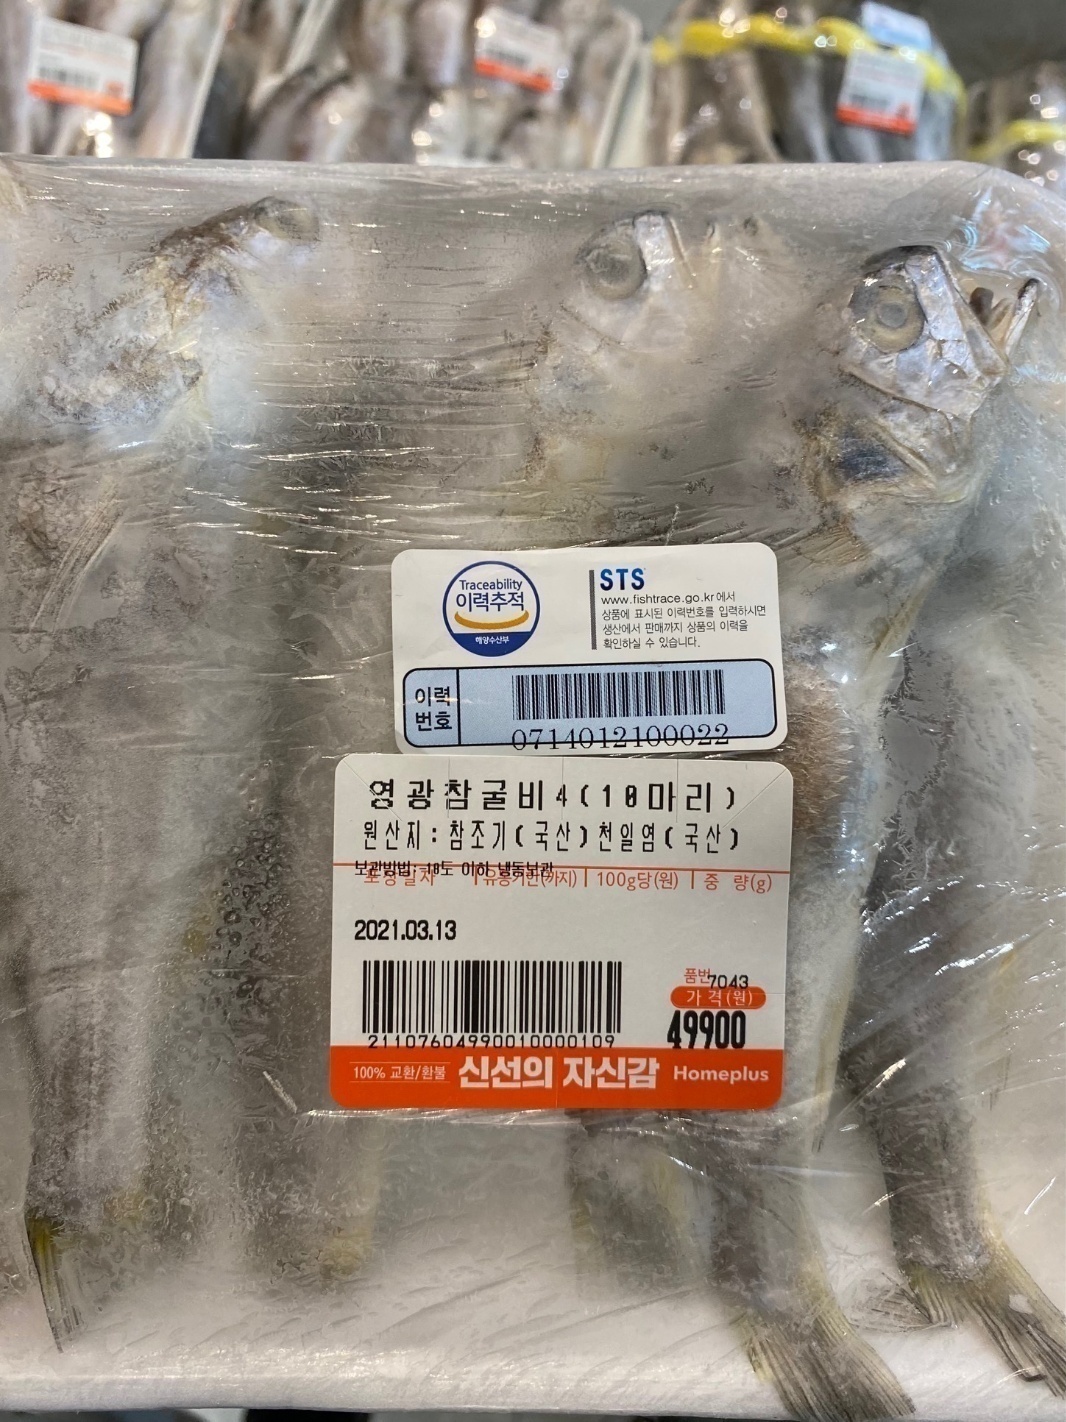 Traceability
이력추적
해양수산부
STS
www.fishtrace.go.kr에서
상품에 표시된 이력번호를 입력하시면
생산에서 판매까지 상품의 이력을
확인하실 수 있습니다.
이력
번호
0714012100022
영광참굴비4(10마리)
원산지:참조기(국산)천일염(국산)
보관방법:-18도 이하 냉동보관
포장일자 유통기한(까지) 100g당(원) 중 량(g)
2021.03.13
품번7043
가 격(원)
49900
2110760499001000​0109
100% 교환/환불 신선의 자신감 Homeplus